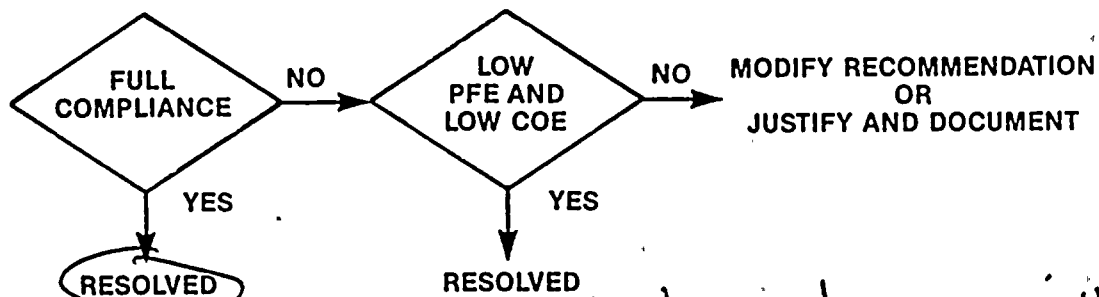 FULL
COMPLIANCE
NO
LOW
PFE AND
LOW COE
NO
MODIFY RECOMMENDATION
OR
JUSTIFY AND DOCUMENT
YES
YES
RESOLVED
RESOLVED